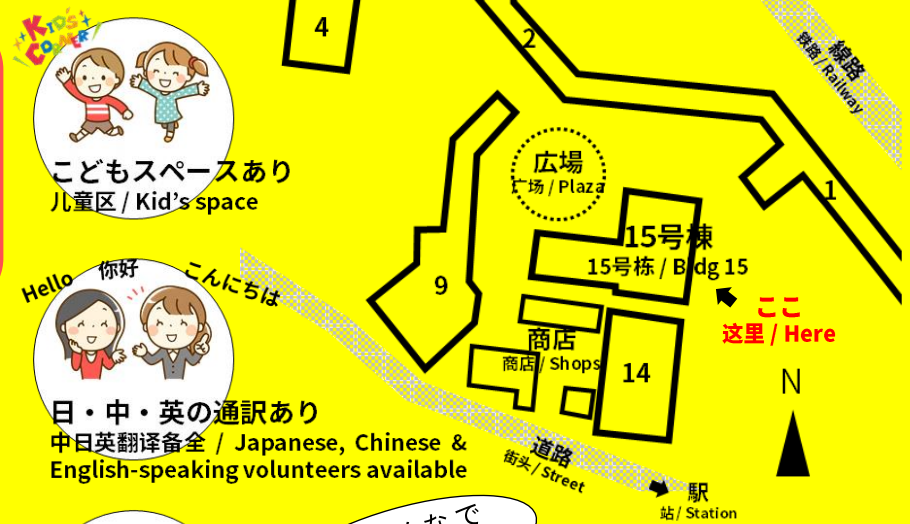 KID'S
CORNER
こどもスペースあり
儿童区 / Kid's space
Hello
你好
こんにちは
日・中・英の通訳あり
中日英翻译备全 / Japanese, Chinese &
English-speaking volunteers available
4
2
線路
铁路 / Railway
広場
广场 / Plaza
1
15号棟
15号栋 / Bldg 15
9
ここ
这里 / Here
商店
商店 / Shops
14
N
道路
街头 / Street
駅
站 / Station
なで